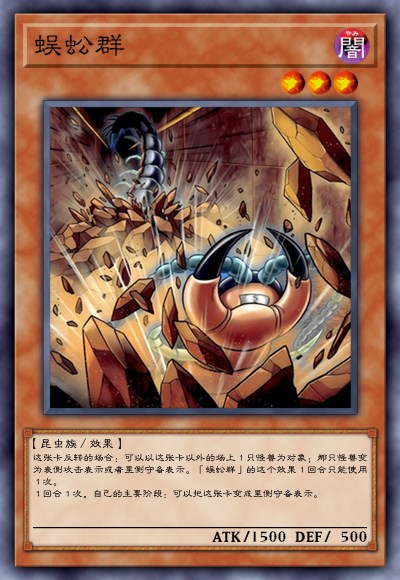 蜈蚣群
やみ
闇
【昆虫族／效果】
这张卡反转的场合，可以以这张卡以外的场上１只怪兽为对象；那只怪兽变
为表侧攻击表示或者里侧守备表示。「蜈蚣群」的这个效果１回合只能使用
１次。
１回合１次，自己的主要阶段：可以把这张卡变成里侧守备表示。
ATK/1500 DEF/ 500